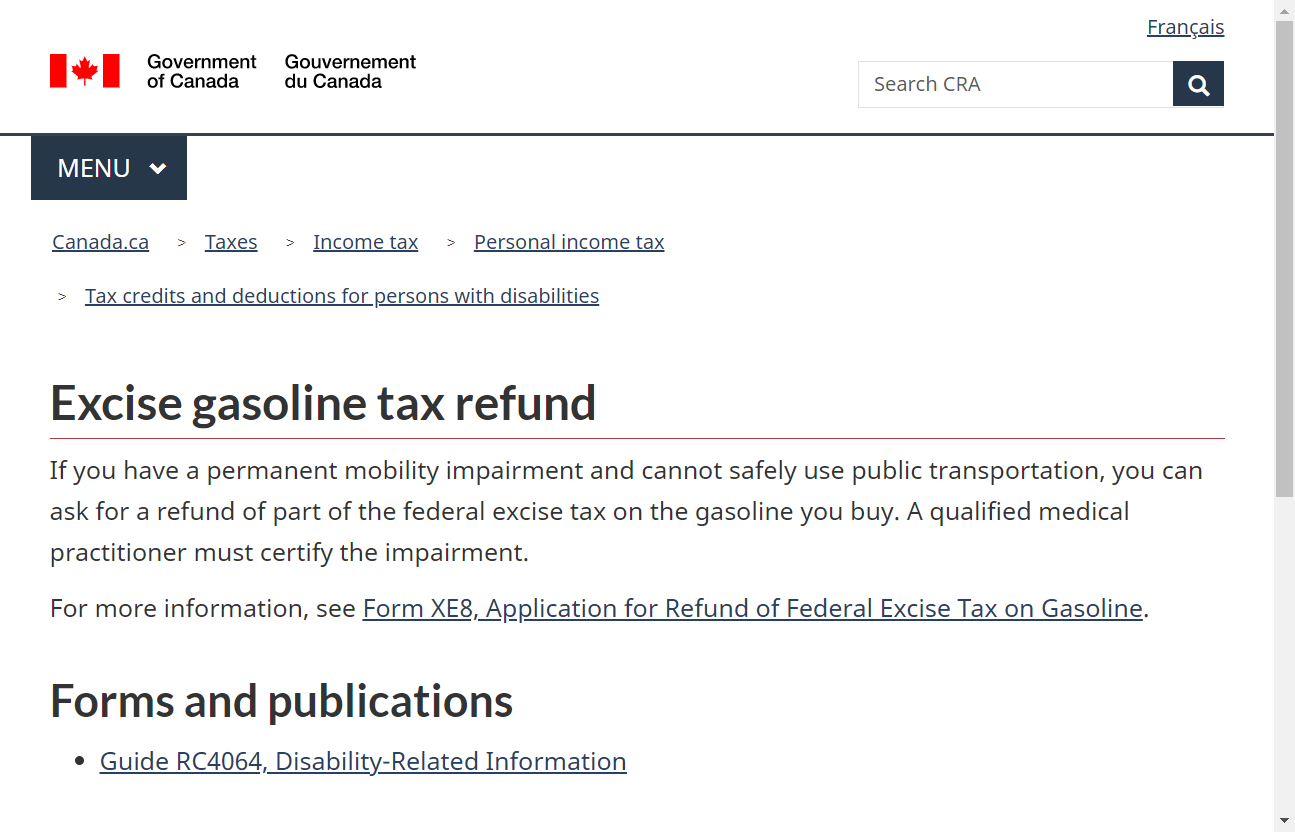 Français
Government of Canada
Gouvernement du Canada
Search CRA
MENU
Canada.ca > Taxes > Income tax > Personal income tax
> Tax credits and deductions for persons with disabilities
Excise gasoline tax refund
If you have a permanent mobility impairment and cannot safely use public transportation, you can
ask for a refund of part of the federal excise tax on the gasoline you buy. A qualified medical
practitioner must certify the impairment.
For more information, see Form XE8, Application for Refund of Federal Excise Tax on Gasoline.
Forms and publications
• Guide RC4064, Disability-Related Information